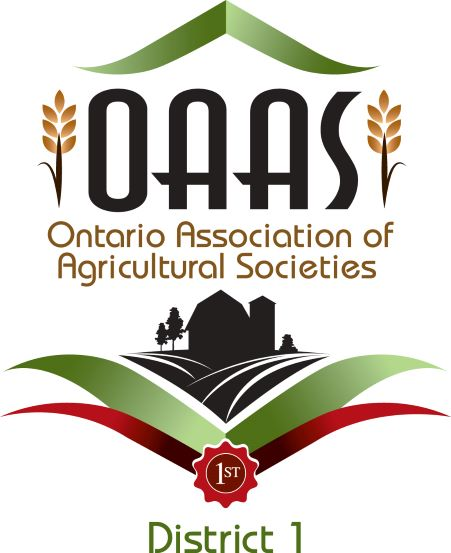 OAAS
Ontario Association of
Agricultural Societies
1ST
District 1